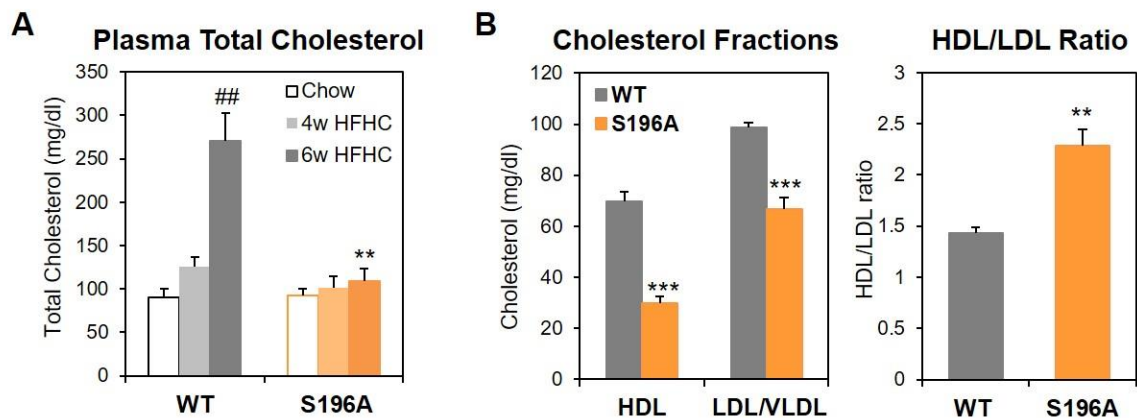 A
Plasma Total Cholesterol
Total Cholesterol (mg/dl)
350
300
250
200
150
100
50
0
##
**
Chow
4w HFHC
6w HFHC
WT
S196A
B
Cholesterol Fractions
Cholesterol (mg/dl)
120
100
80
60
40
20
0
WT
S196A
***
***
HDL
LDL/VLDL
HDL/LDL Ratio
HDL/LDL ratio
3
2.5
2
1.5
1
0.5
0
**
WT
S196A